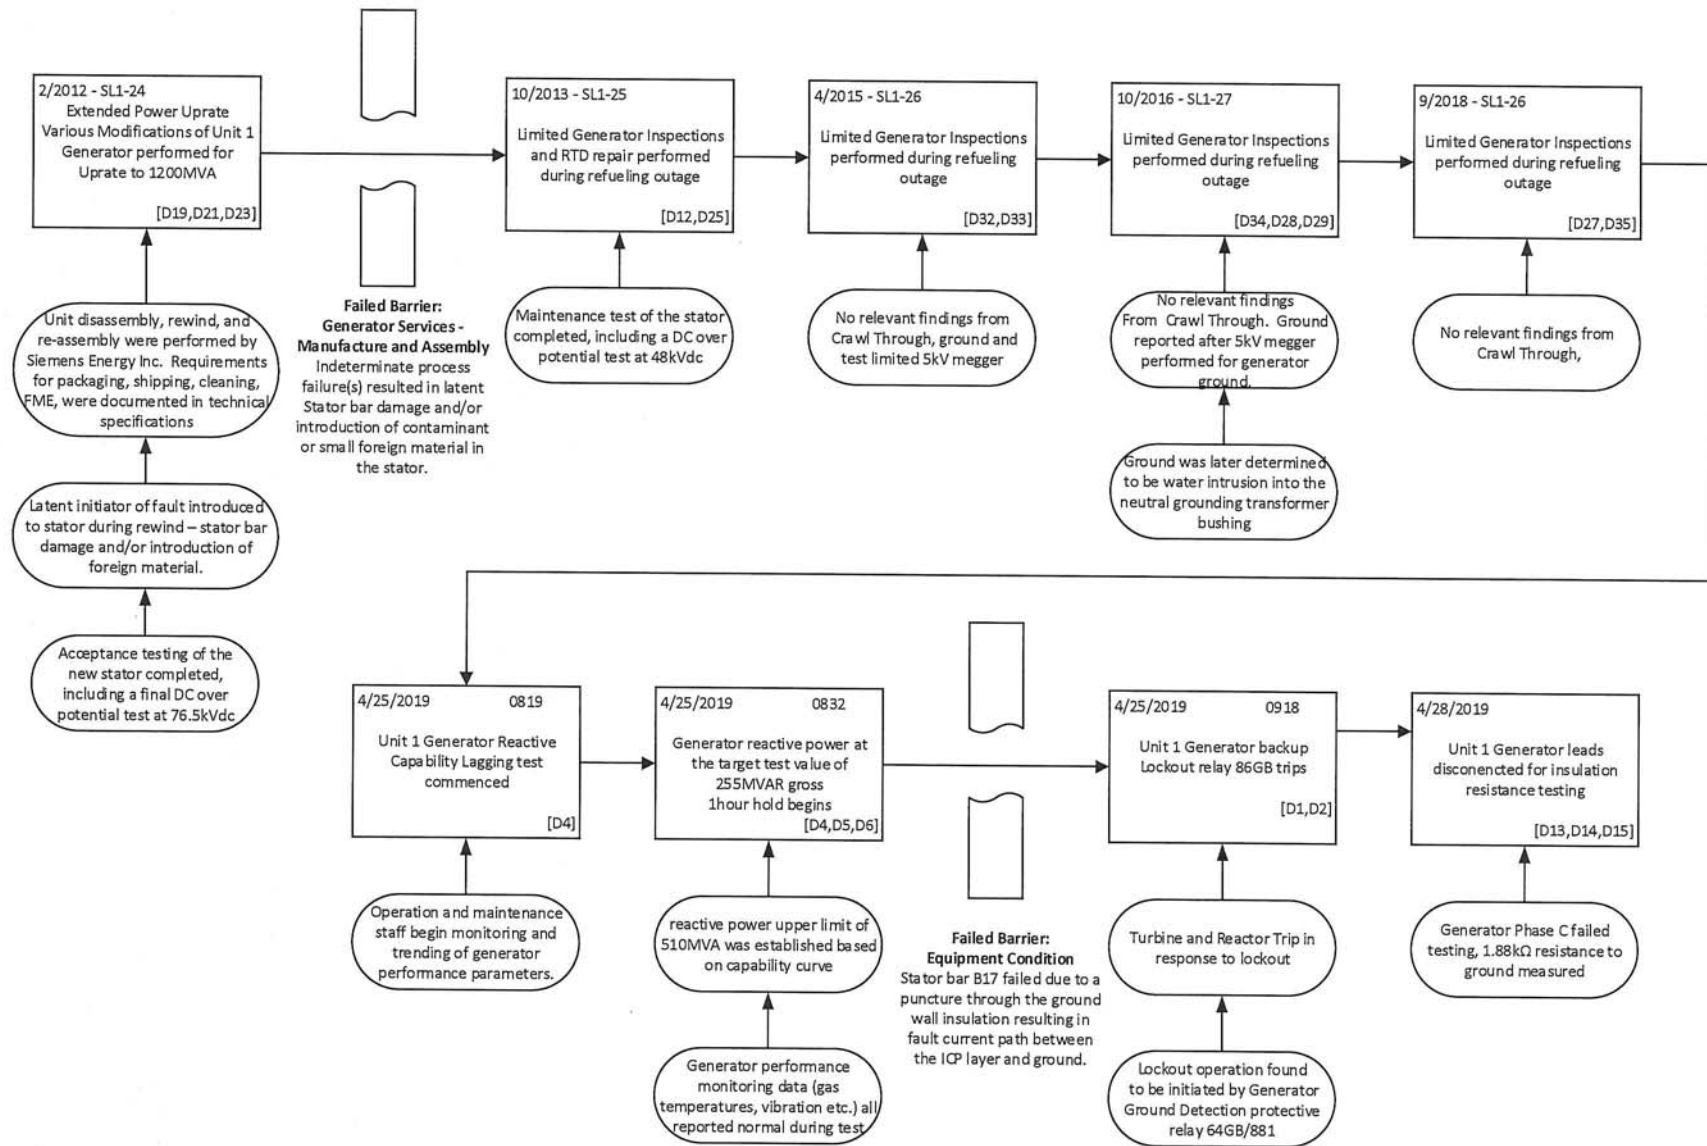 2/2012 - SL1-24
Extended Power Uprate
Various Modifications of Unit 1
Generator performed for
Uprate to 1200MVA
[D19,D21,D23]
Unit disassembly, rewind, and
re-assembly were performed by
Siemens Energy Inc. Requirements
for packaging, shipping, cleaning,
FME, were documented in technical
specifications
Latent initiator of fault introduced
to stator during rewind – stator bar
damage and/or introduction of
foreign material.
Acceptance testing of the
new stator completed,
including a final DC over
potential test at 76.5kVdc
Failed Barrier:
Generator Services -
Manufacture and Assembly
Indeterminate process
failure(s) resulted in latent
Stator bar damage and/or
introduction of contaminant
or small foreign material in
the stator.
10/2013 - SL1-25
Limited Generator Inspections
and RTD repair performed
during refueling outage
[D12,D25]
Maintenance test of the stator
completed, including a DC over
potential test at 48kVdc
4/2015 - SL1-26
Limited Generator Inspections
performed during refueling
outage
[D32,D33]
No relevant findings from
Crawl Through, ground and
test limited 5kV megger
10/2016 - SL1-27
Limited Generator Inspections
performed during refueling
outage
[D34,D28,D29]
No relevant findings
From Crawl Through. Ground
reported after 5kV megger
performed for generator
ground.
Ground was later determined
to be water intrusion into the
neutral grounding transformer
bushing
9/2018 - SL1-26
Limited Generator Inspections
performed during refueling
outage
[D27,D35]
No relevant findings from
Crawl Through,
4/25/2019 0819
Unit 1 Generator Reactive
Capability Lagging test
commenced
[D4]
Operation and maintenance
staff begin monitoring and
trending of generator
performance parameters.
4/25/2019 0832
Generator reactive power at
the target test value of
255MVAR gross
1hour hold begins
[D4,D5,D6]
reactive power upper limit of
510MVA was established based
on capability curve
Generator performance
monitoring data (gas
temperatures, vibration etc.) all
reported normal during test
Failed Barrier:
Equipment Condition
Stator bar B17 failed due to a
puncture through the ground
wall insulation resulting in
fault current path between
the ICP layer and ground.
4/25/2019 0918
Unit 1 Generator backup
Lockout relay 86GB trips
[D1,D2]
Turbine and Reactor Trip in
response to lockout
Lockout operation found
to be initiated by Generator
Ground Detection protective
relay 64GB/881
4/28/2019
Unit 1 Generator leads
disconencted for insulation
resistance testing
[D13,D14,D15]
Generator Phase C failed
testing, 1.88kΩ resistance to
ground measured